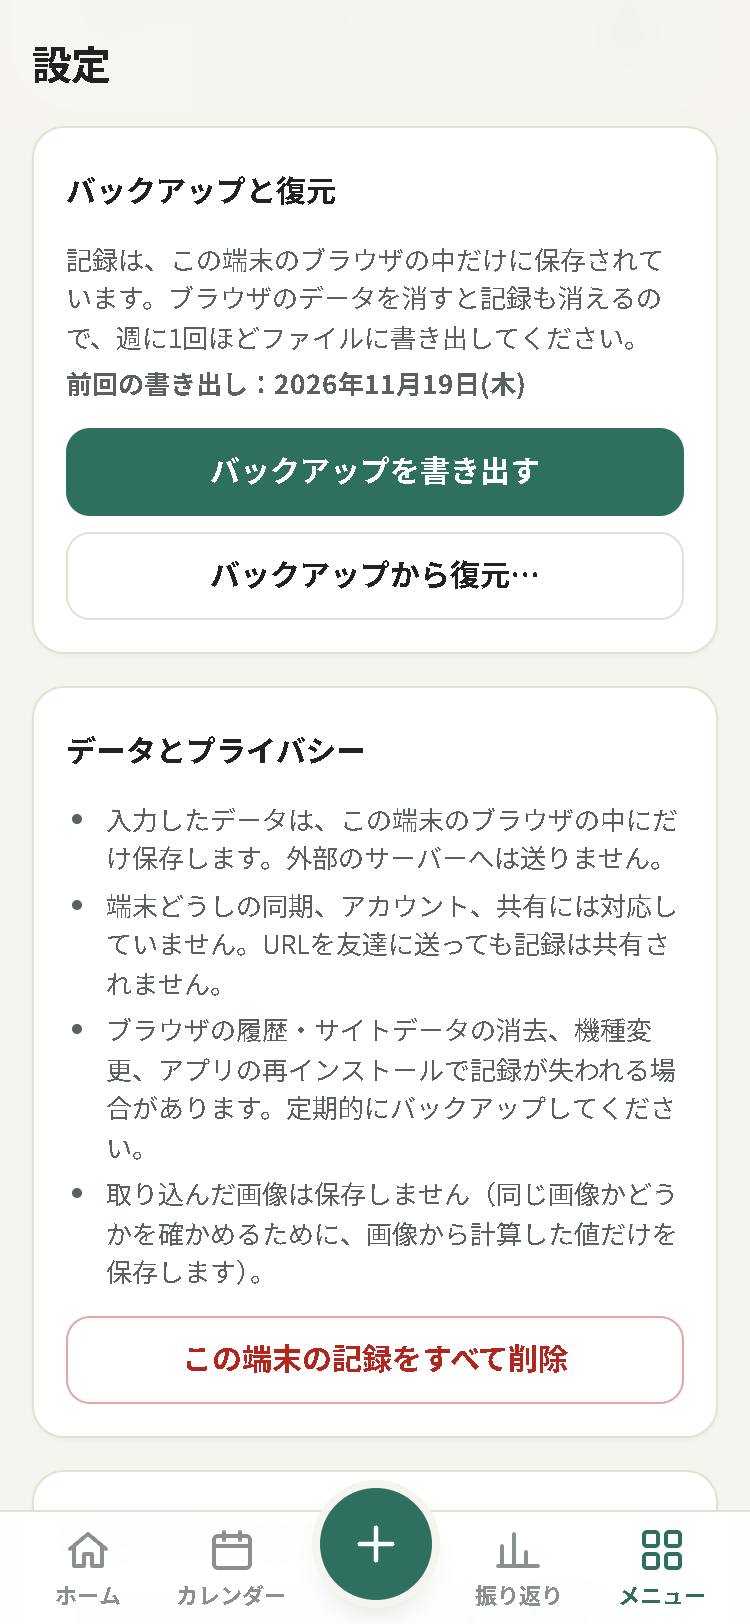 設定
バックアップと復元
記録は、この端末のブラウザの中だけに保存されて
います。ブラウザのデータを消すと記録も消えるの
で、週に1回ほどファイルに書き出してください。
前回の書き出し：2026年11月19日(木)
バックアップを書き出す
バックアップから復元…
データとプライバシー
• 入力したデータは、この端末のブラウザの中にだ
け保存します。外部のサーバーへは送りません。
• 端末どうしの同期、アカウント、共有には対応し
ていません。URLを友達に送っても記録は共有さ
れません。
• ブラウザの履歴・サイトデータの消去、機種変
更、アプリの再インストールで記録が失われる場
合があります。定期的にバックアップしてくださ
い。
• 取り込んだ画像は保存しません（同じ画像かどう
かを確かめるために、画像から計算した値だけを
保存します）。
この端末の記録をすべて削除
ホーム
カレンダー
振り返り
メニュー